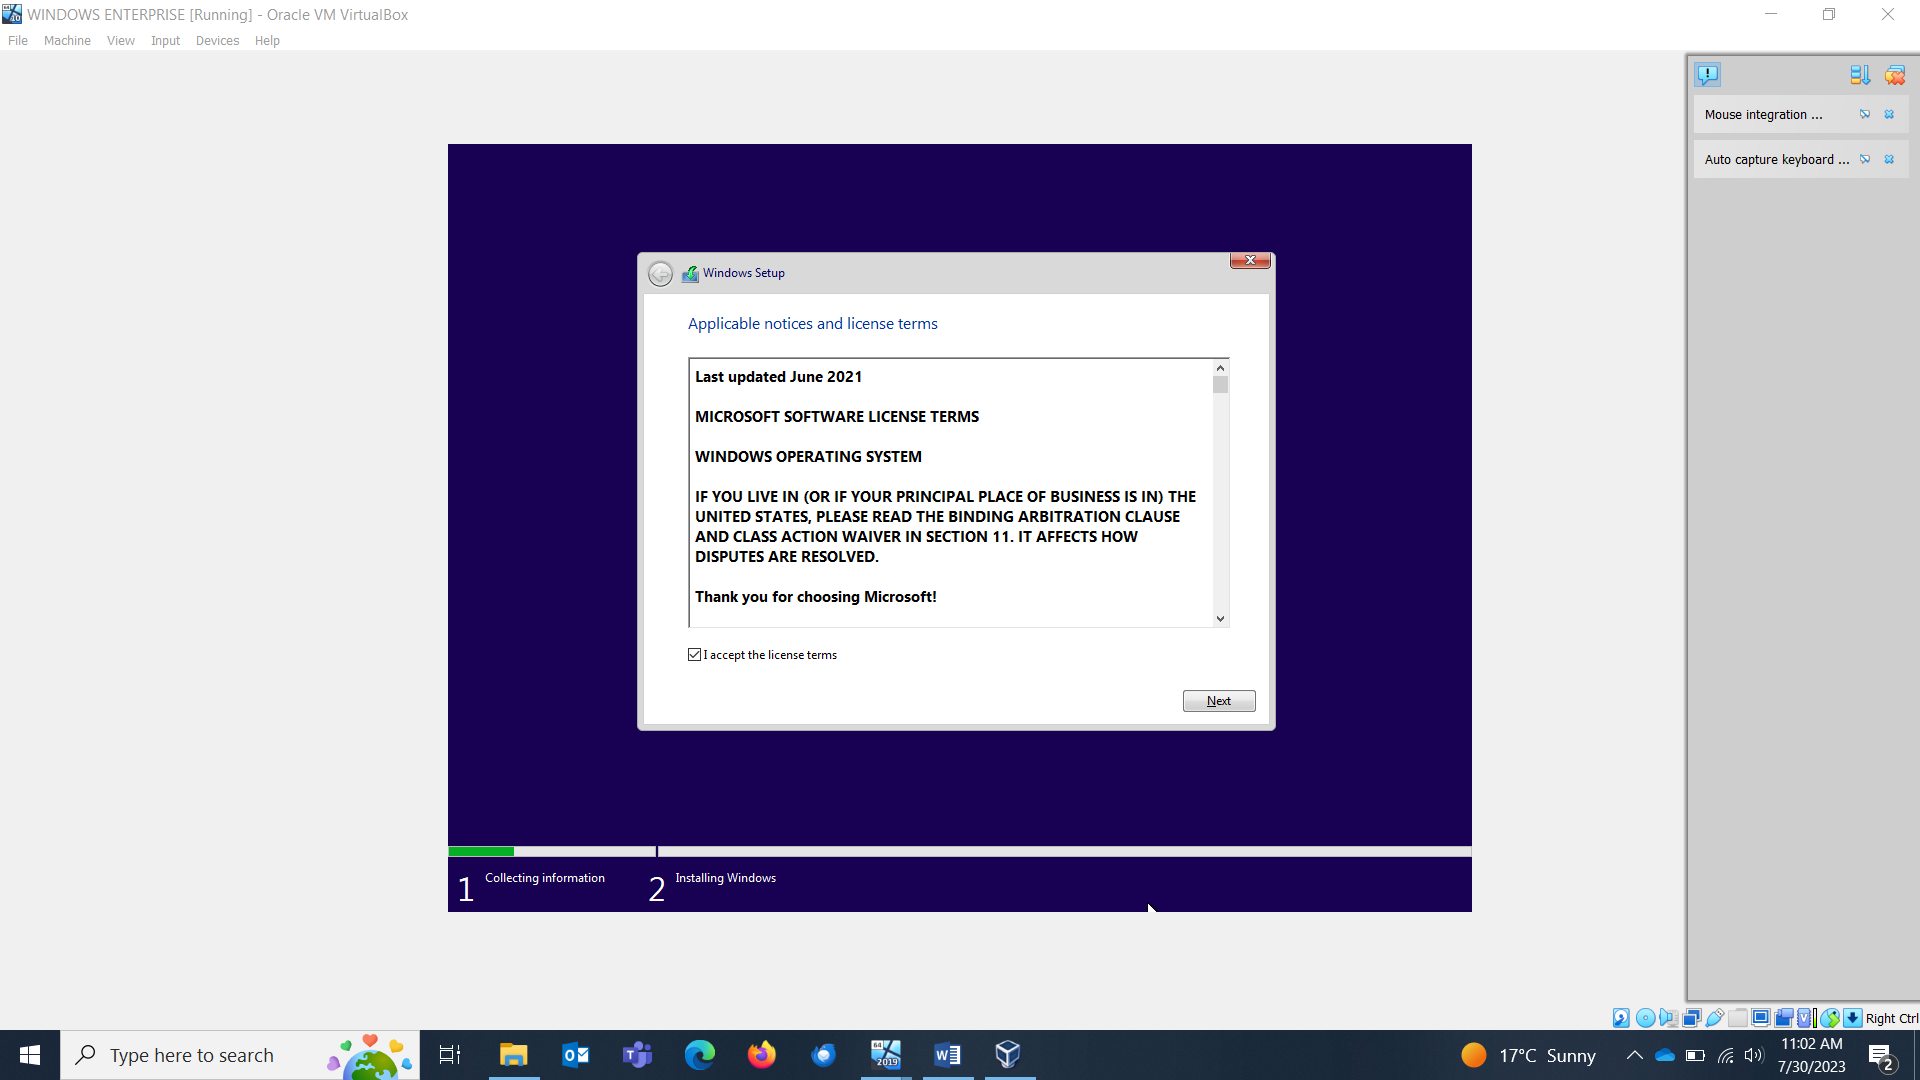 WINDOWS ENTERPRISE [Running] - Oracle VM VirtualBox
File Machine View Input Devices Help
Mouse integration ...
Auto capture keyboard ...
Windows Setup
Applicable notices and license terms
Last updated June 2021
MICROSOFT SOFTWARE LICENSE TERMS
WINDOWS OPERATING SYSTEM
IF YOU LIVE IN (OR IF YOUR PRINCIPAL PLACE OF BUSINESS IS IN) THE
UNITED STATES, PLEASE READ THE BINDING ARBITRATION CLAUSE
AND CLASS ACTION WAIVER IN SECTION 11. IT AFFECTS HOW
DISPUTES ARE RESOLVED.
Thank you for choosing Microsoft!
I accept the license terms
Next
1 Collecting information
2 Installing Windows
Right Ctrl
Type here to search
64
2019
17°C Sunny
11:02 AM
7/30/2023
2